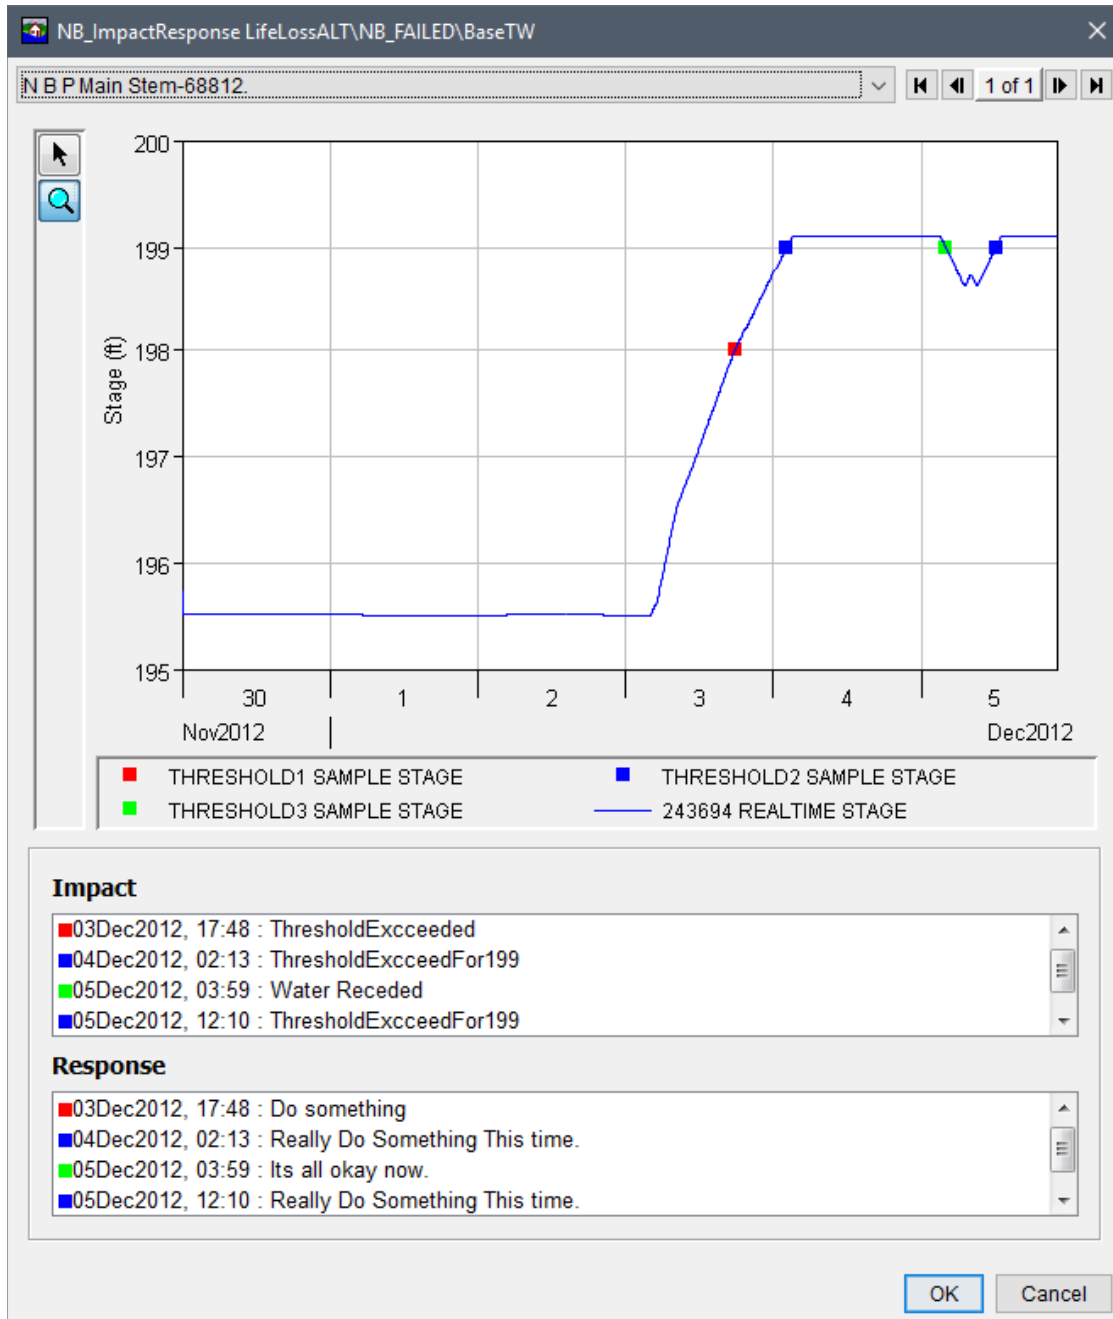 NB_ImpactResponse LifeLossALT\NB_FAILED\BaseTW
N B P Main Stem-68812.
1 of 1
200
199
198
197
196
195
Stage (ft)
30 1 2 3 4 5
Nov2012 Dec2012
THRESHOLD1 SAMPLE STAGE THRESHOLD2 SAMPLE STAGE
THRESHOLD3 SAMPLE STAGE 243694 REALTIME STAGE
Impact
03Dec2012, 17:48 : ThresholdExcceeded
04Dec2012, 02:13 : ThresholdExcceedFor199
05Dec2012, 03:59 : Water Receded
05Dec2012, 12:10 : ThresholdExcceedFor199
Response
03Dec2012, 17:48 : Do something
04Dec2012, 02:13 : Really Do Something This time.
05Dec2012, 03:59 : Its all okay now.
05Dec2012, 12:10 : Really Do Something This time.
OK Cancel